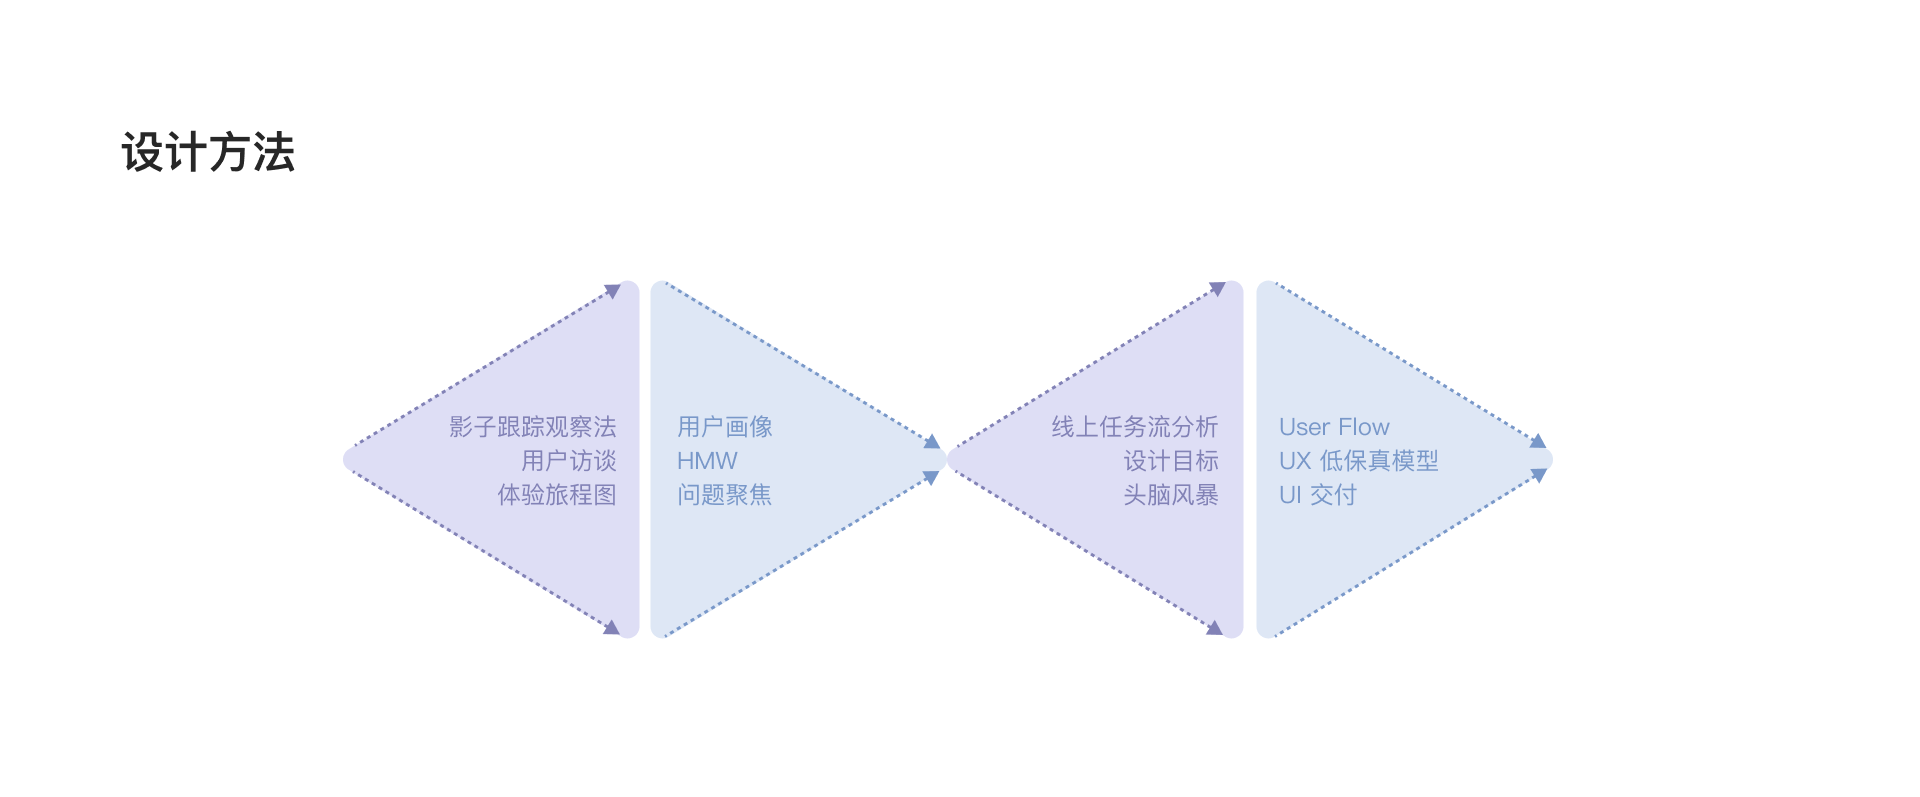 设计方法
影子跟踪观察法
用户访谈
体验旅程图
用户画像
HMW
问题聚焦
线上任务流分析
设计目标
头脑风暴
User Flow
UX 低保真模型
UI 交付